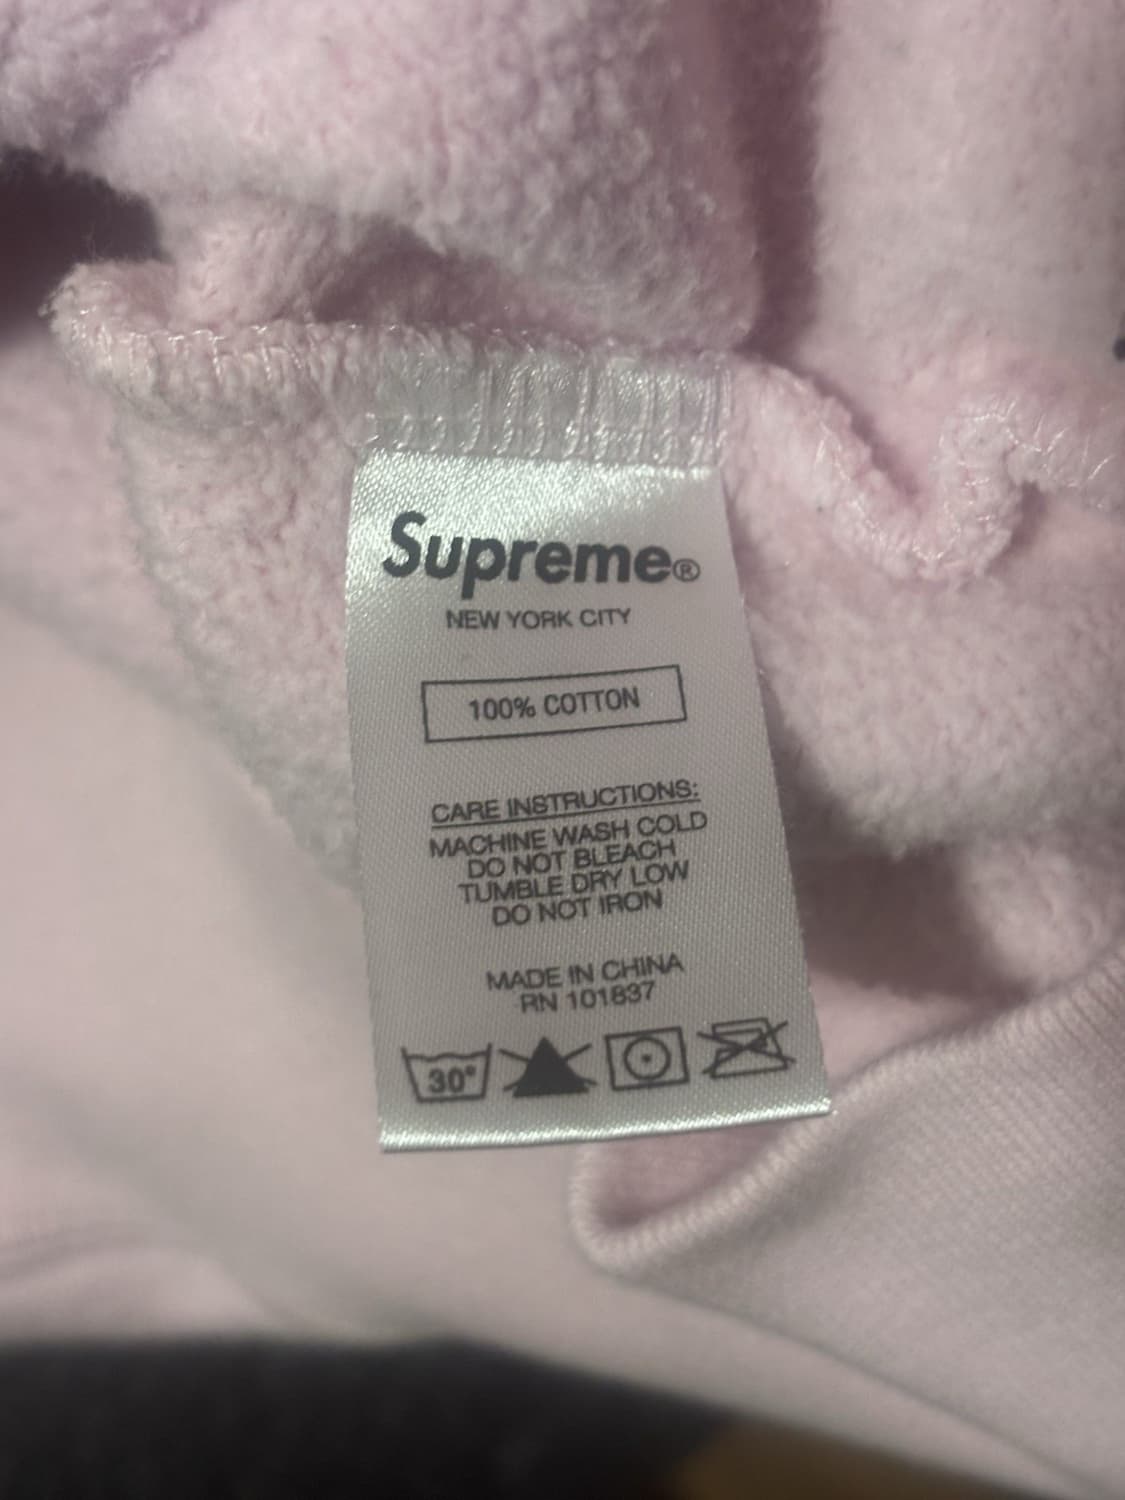 Supreme®
NEW YORK CITY
100% COTTON
CARE INSTRUCTIONS:
MACHINE WASH COLD
DO NOT BLEACH
TUMBLE DRY LOW
DO NOT IRON
MADE IN CHINA
RN 101837
30°